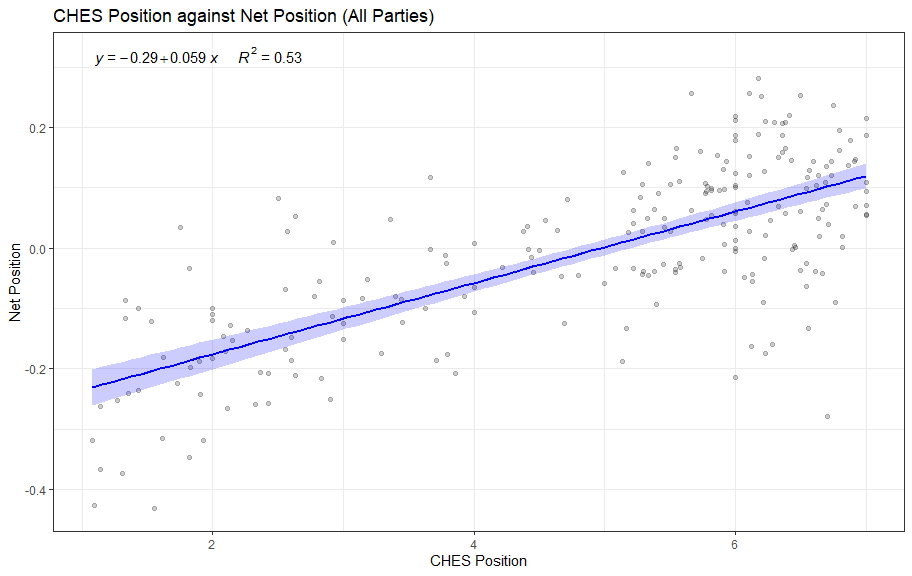 CHES Position against Net Position (All Parties)
y = −0.29 + 0.059 x R² = 0.53
0.2
0.0
-0.2
-0.4
Net Position
2 4 6
CHES Position